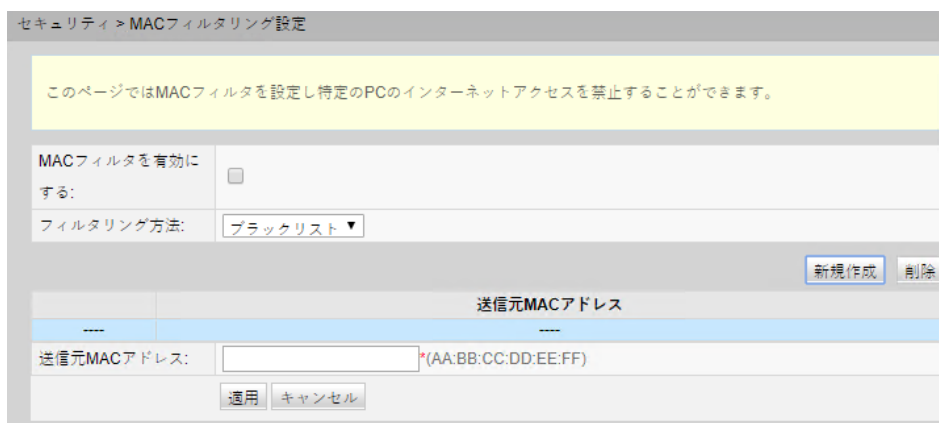 セキュリティ > MACフィルタリング設定
このページではMACフィルタを設定し特定のPCのインターネットアクセスを禁止することができます。
MACフィルタを有効に
する:
フィルタリング方法: ブラックリスト ▼
新規作成 削除
送信元MACアドレス
---- ----
送信元MACアドレス: *(AA:BB:CC:DD:EE:FF)
適用 キャンセル